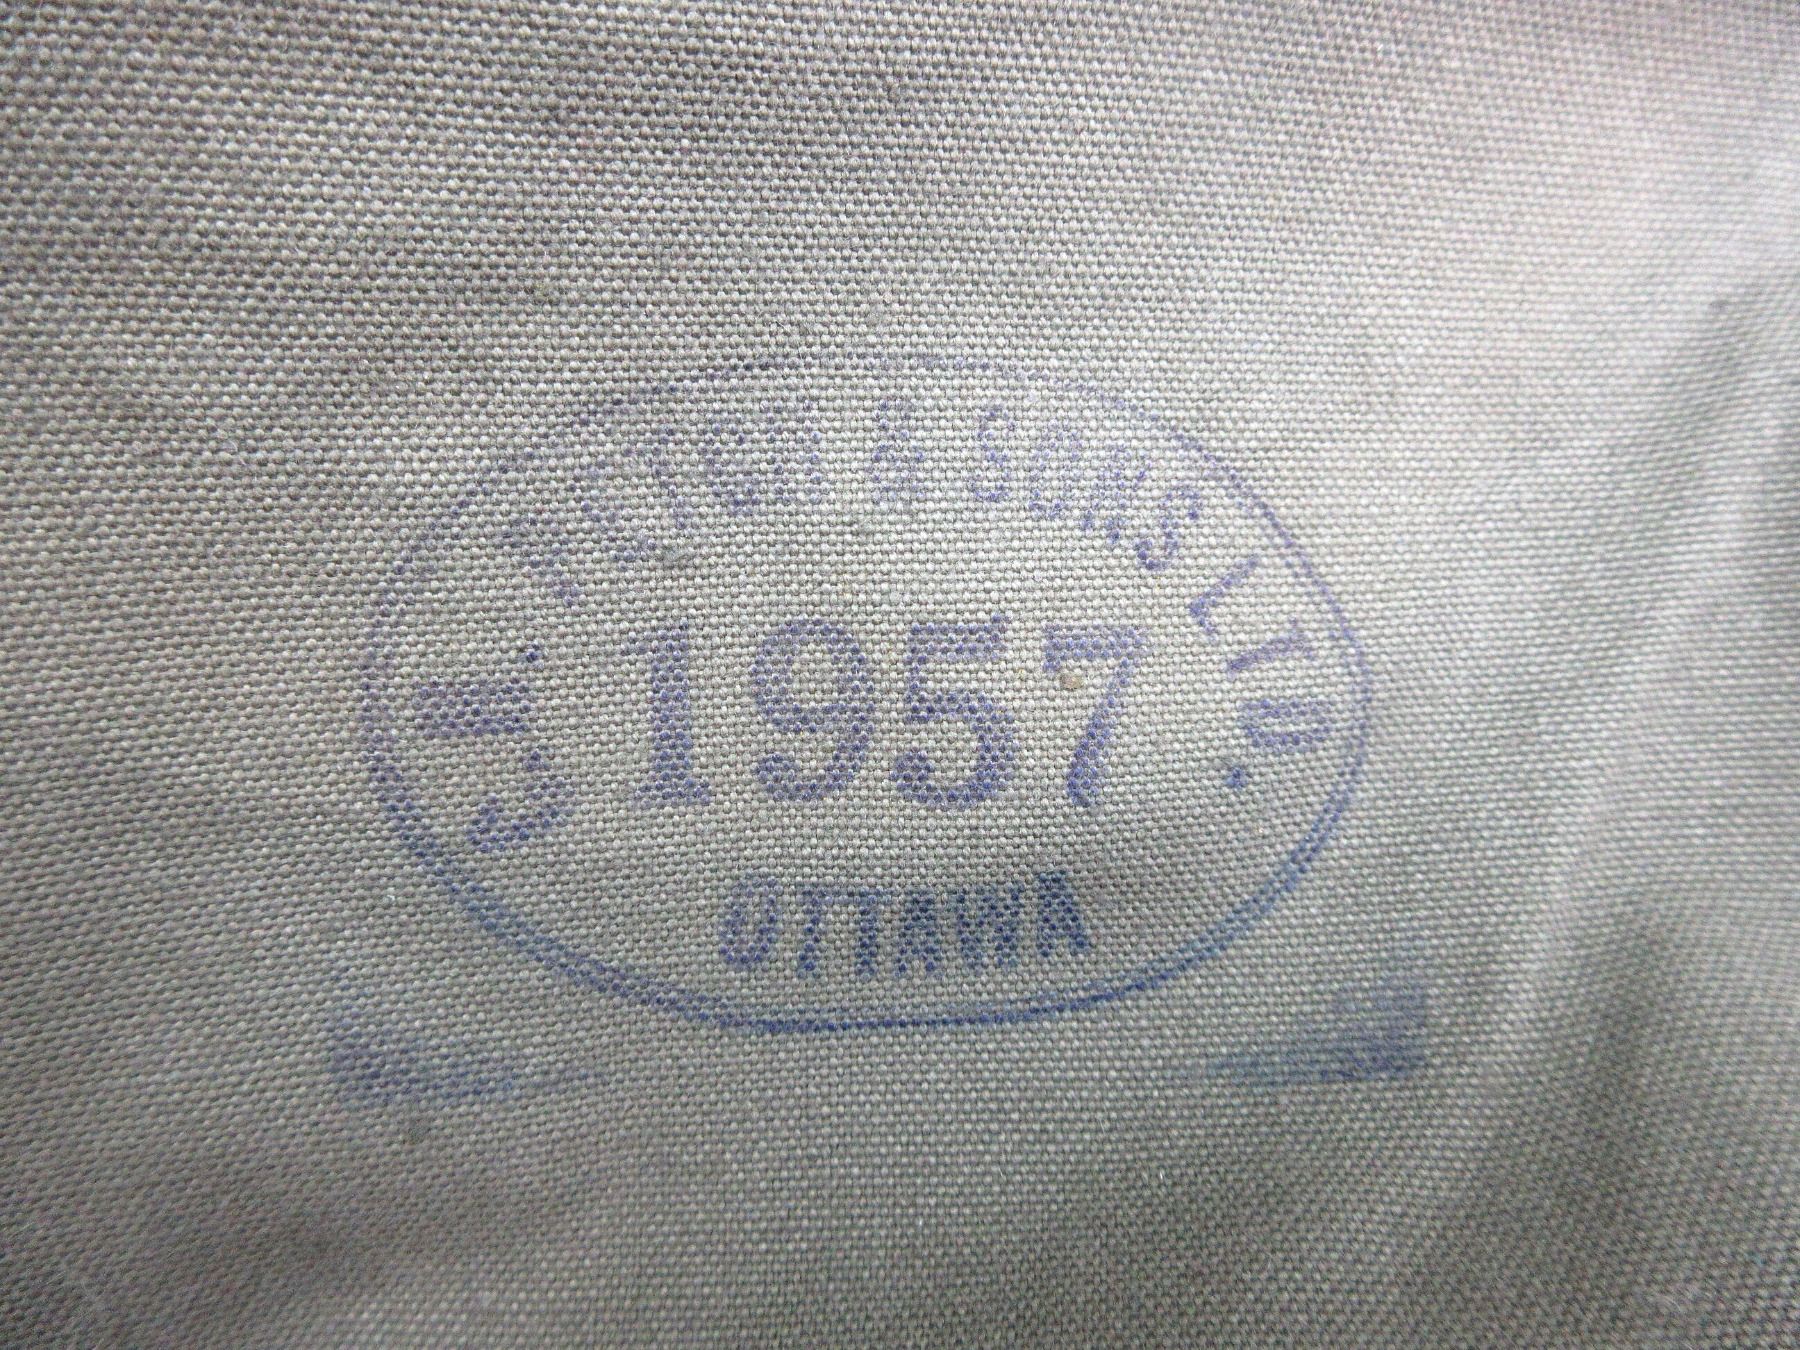 & SONS LTD.
1957
OTTAWA